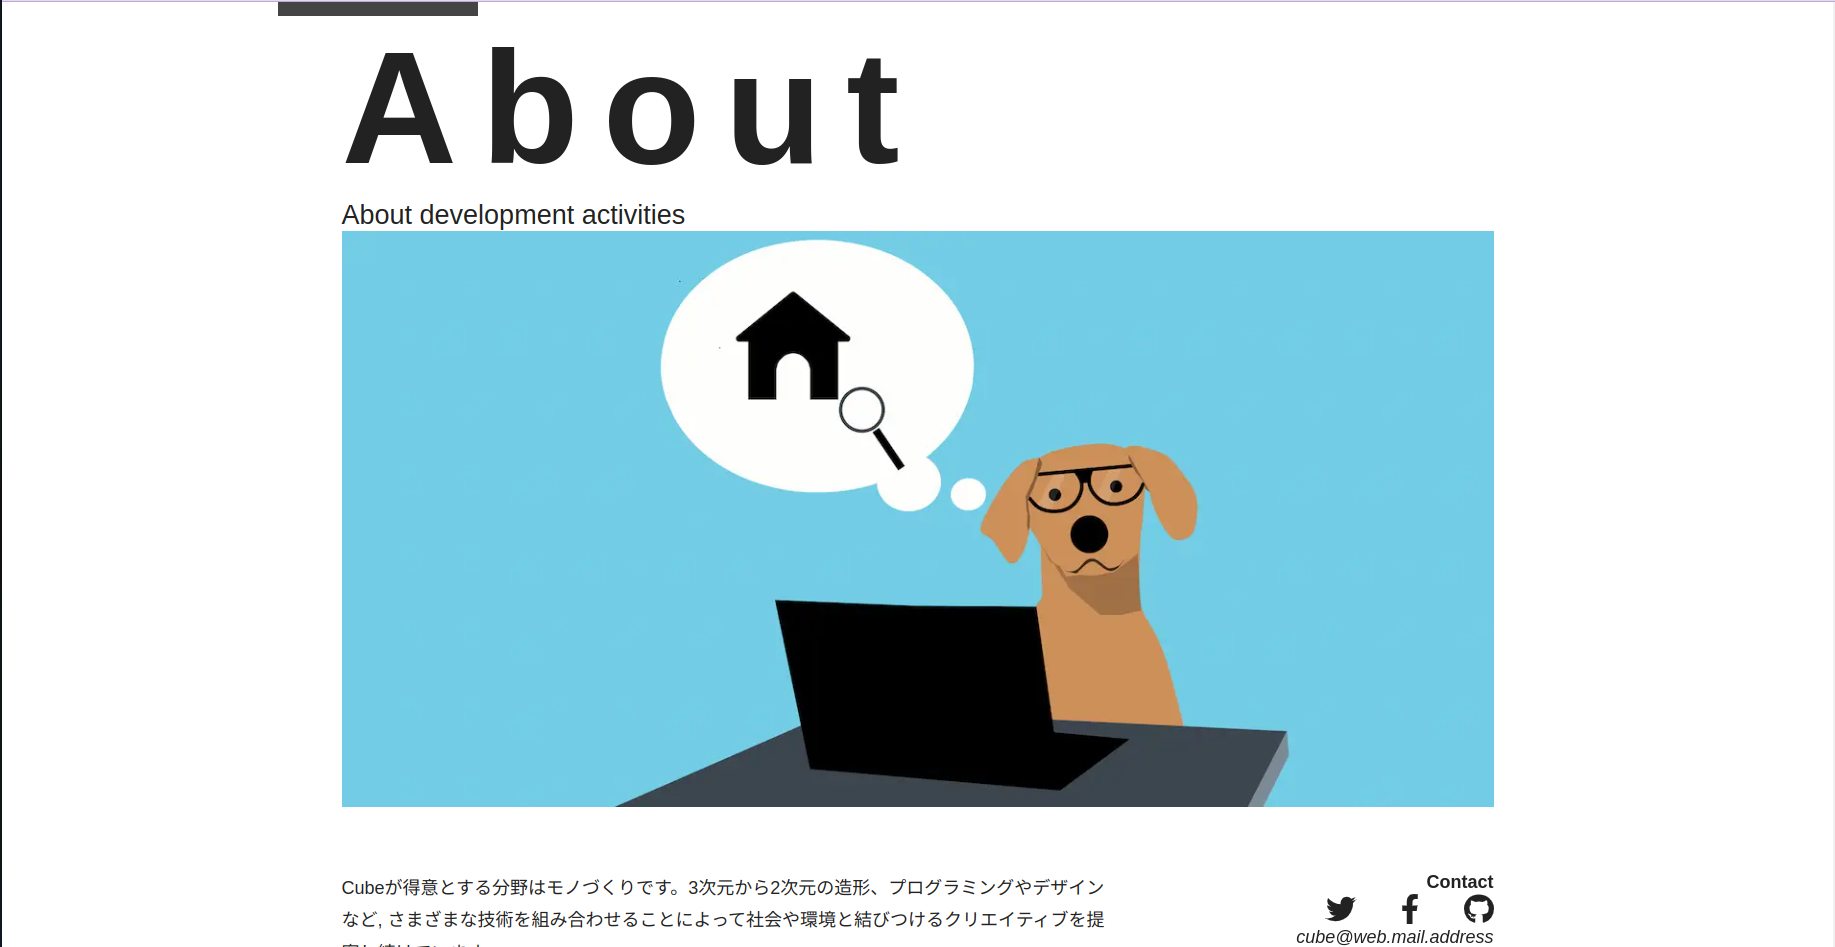 About
About development activities
Cubeが得意とする分野はモノづくりです。3次元から2次元の造形、プログラミングやデザイン
など, さまざまな技術を組み合わせることによって社会や環境と結びつけるクリエイティブを提
Contact
cube@web.mail.address